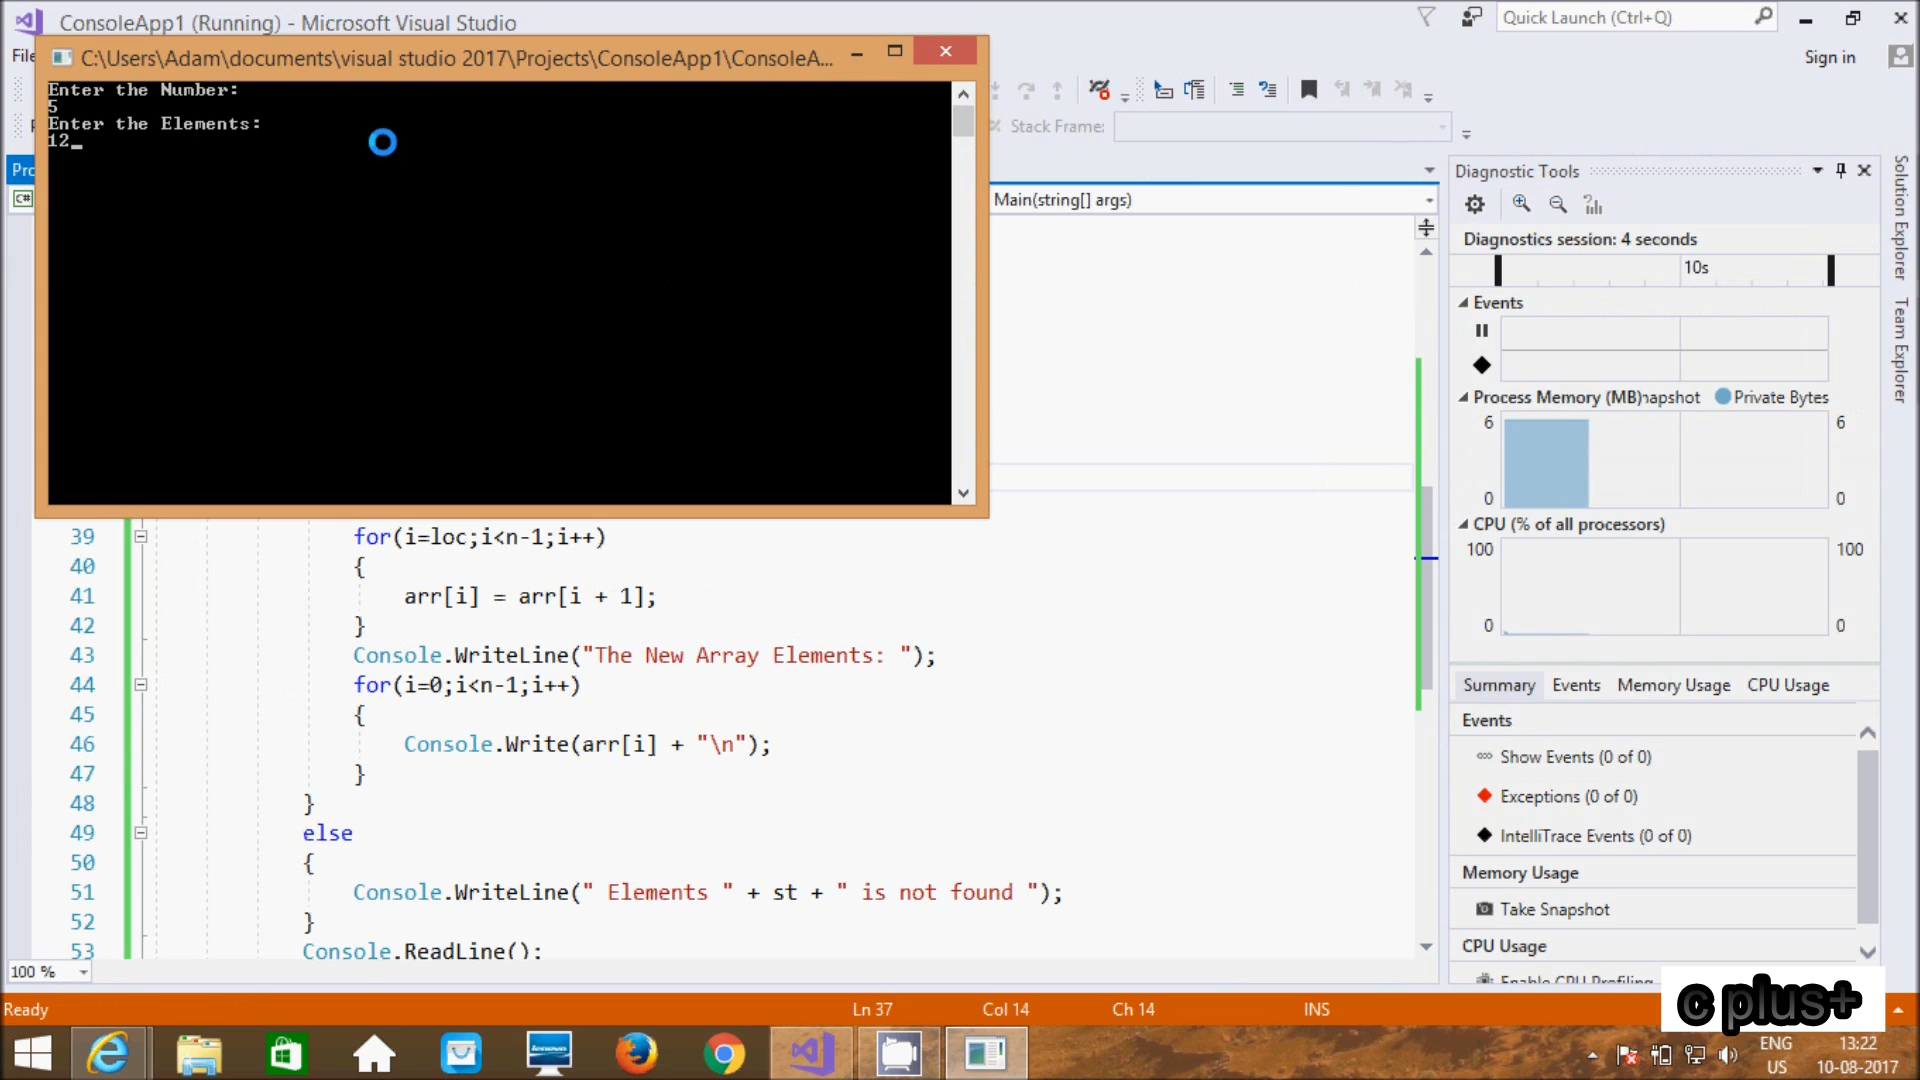 ConsoleApp1 (Running) - Microsoft Visual Studio
Quick Launch (Ctrl+Q)
File
Sign in
C:\Users\Adam\documents\visual studio 2017\Projects\ConsoleApp1\ConsoleA...
Enter the Number:
5
Enter the Elements:
12_
Stack Frame:
Main(string[] args)
39 for(i=loc;i<n-1;i++)
40 {
41 arr[i] = arr[i + 1];
42 }
43 Console.WriteLine("The New Array Elements: ");
44 for(i=0;i<n-1;i++)
45 {
46 Console.Write(arr[i] + "\n");
47 }
48 }
49 else
50 {
51 Console.WriteLine(" Elements " + st + " is not found ");
52 }
53 Console.ReadLine();
100 %
Diagnostic Tools
Diagnostics session: 4 seconds
10s
Events
Process Memory (MB)
napshot
Private Bytes
6 6
0 0
CPU (% of all processors)
100 100
0 0
Summary Events Memory Usage CPU Usage
Events
Show Events (0 of 0)
Exceptions (0 of 0)
IntelliTrace Events (0 of 0)
Memory Usage
Take Snapshot
CPU Usage
Enable CPU Profiling
Solution Explorer
Team Explorer
Ready
Ln 37
Col 14
Ch 14
INS
c plus+
lenovo
ENG
US
13:22
10-08-2017